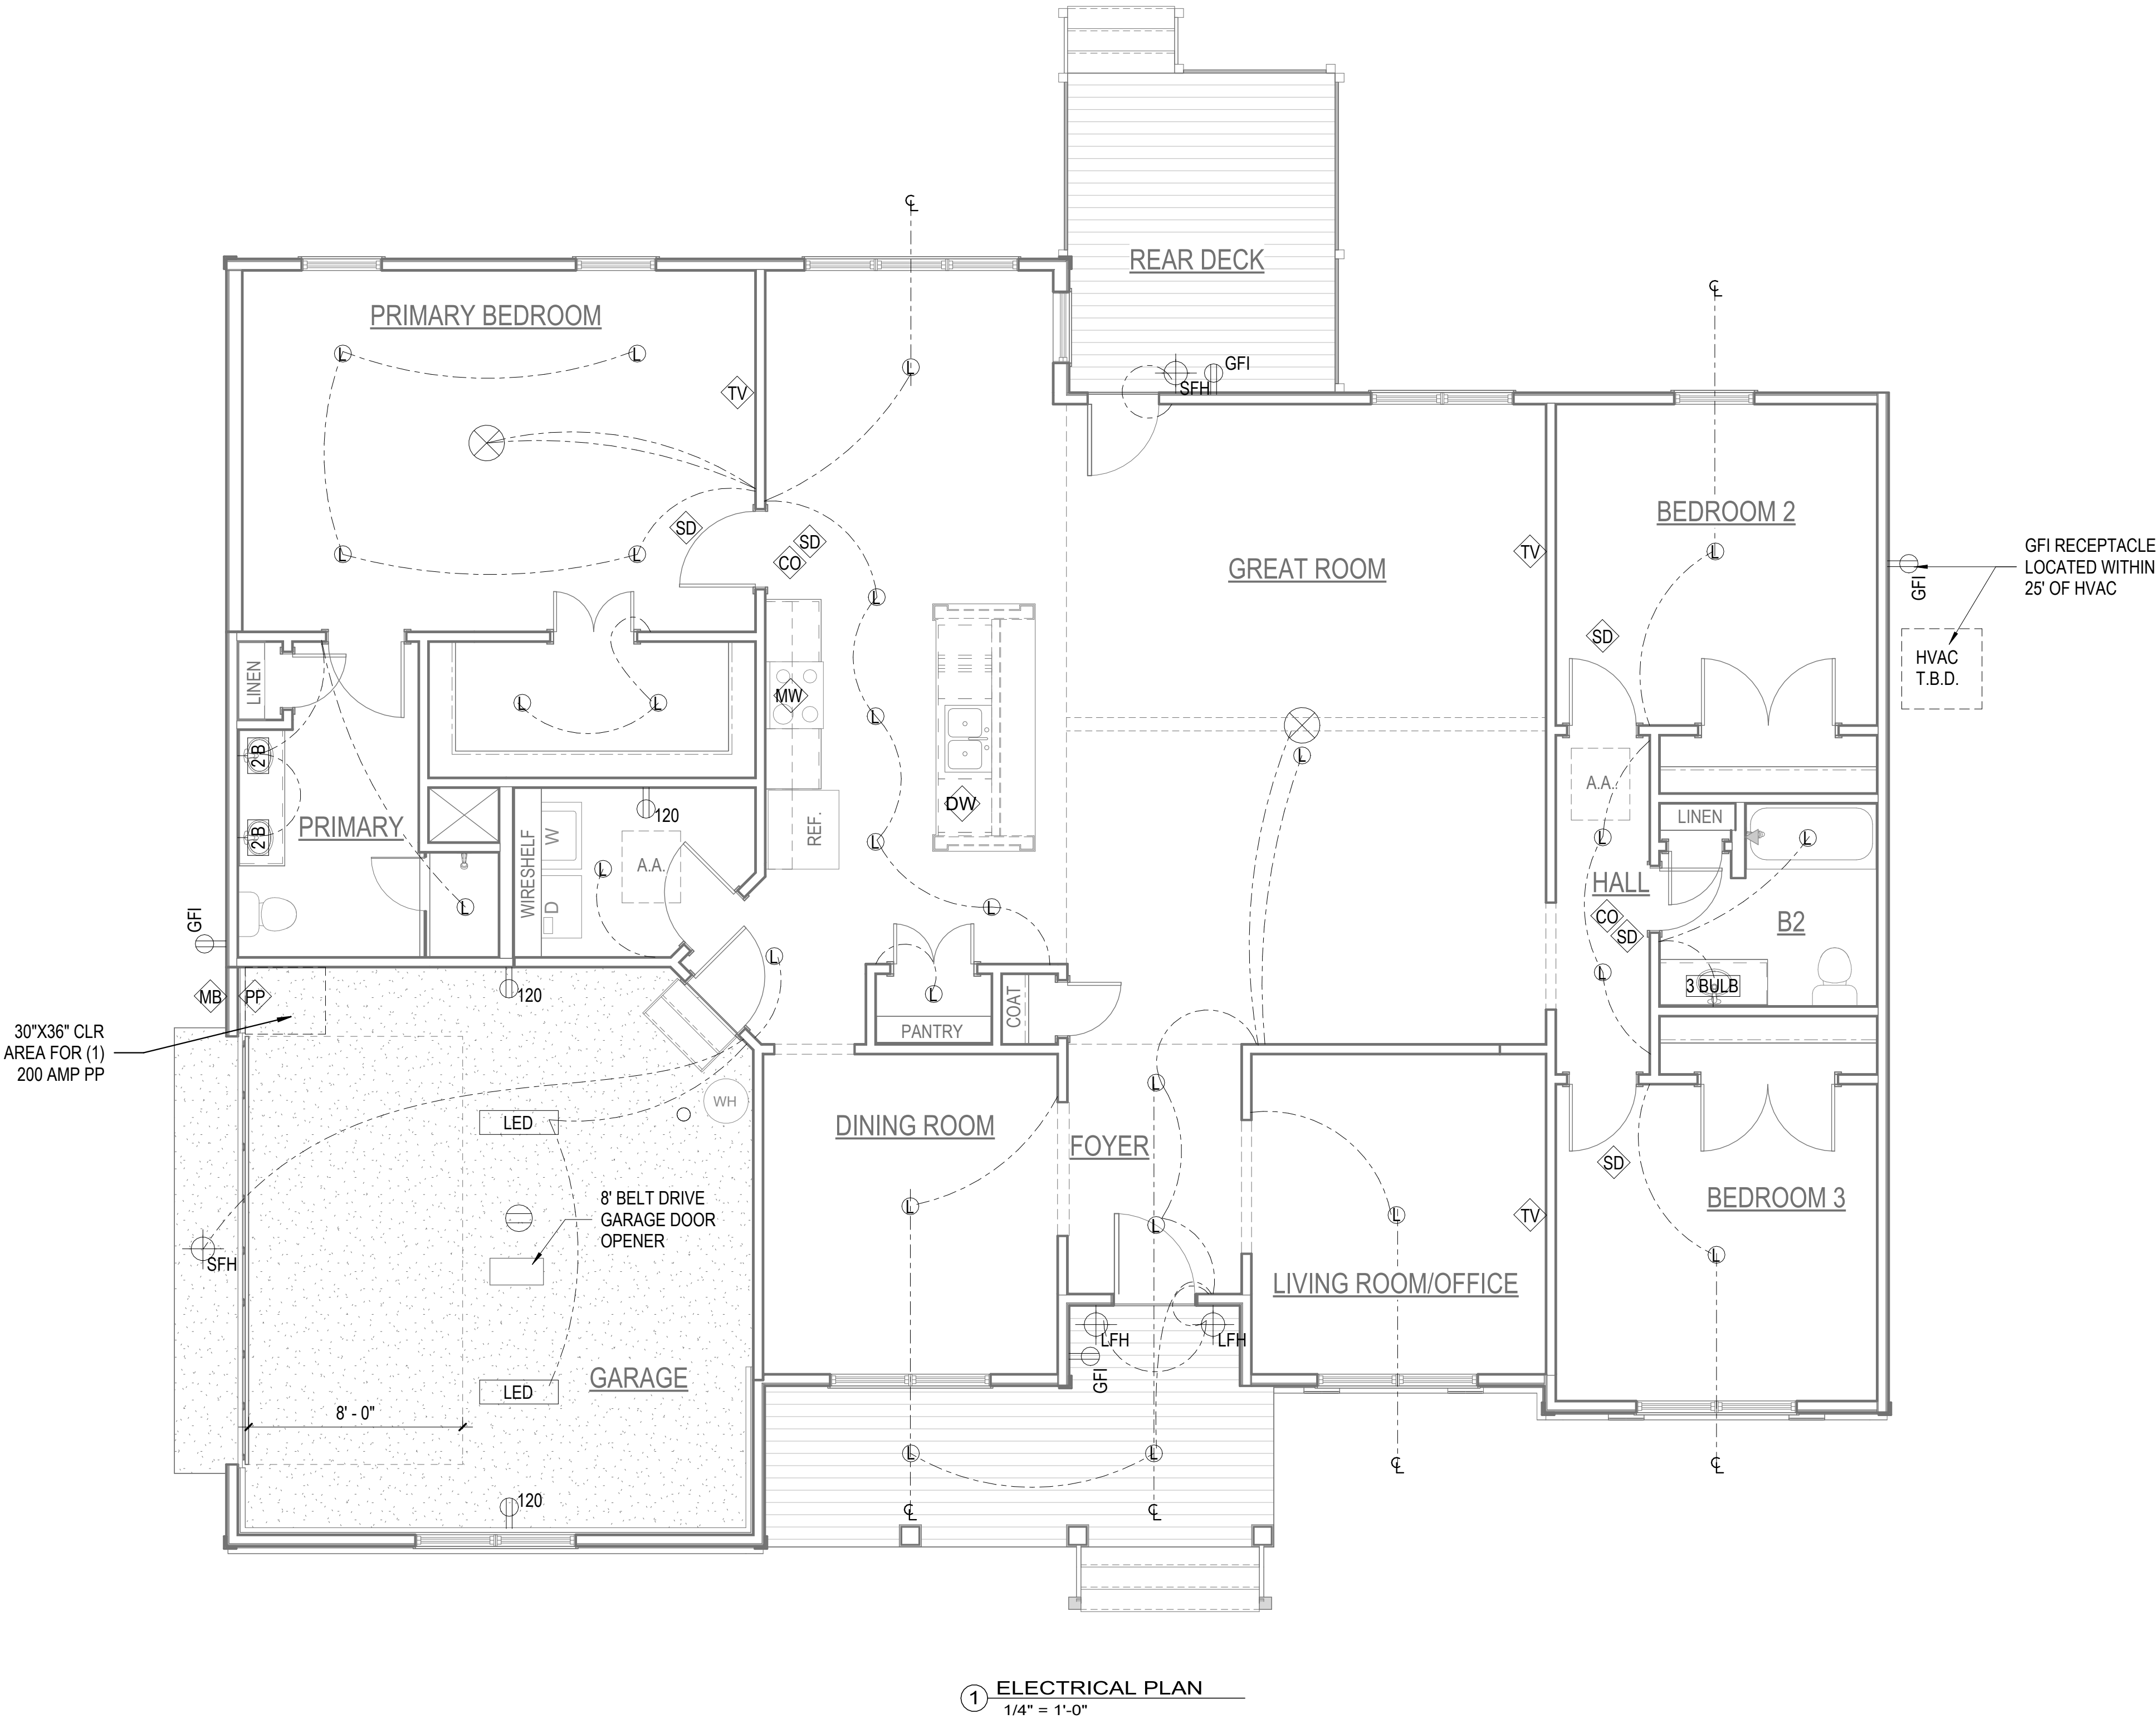 ℄
REAR DECK
℄
PRIMARY BEDROOM
L
L
L
TV
GFI
SFH
BEDROOM 2
SD
SD
CO
L
L
L
GREAT ROOM
TV
L
GFI RECEPTACLE
LOCATED WITHIN
25' OF HVAC
GFI
SD
HVAC
T.B.D.
LINEN
L
L
MW
L
2 B
2 B
PRIMARY
L
A.A.
120
W
D
WIRESHELF
L
A.A.
REF.
DW
L
LINEN
L
L
HALL
CO
SD
B2
L
3 BULB
GFI
L
L
L
MB
PP
120
L
PANTRY
COAT
30"X36" CLR
AREA FOR (1)
200 AMP PP
WH
LED
DINING ROOM
L
FOYER
SD
BEDROOM 3
8' BELT DRIVE
GARAGE DOOR
OPENER
L
L
L
TV
L
SFH
LIVING ROOM/OFFICE
LFH
LFH
GFI
GARAGE
LED
8' - 0"
L
L
℄
℄
120
℄
℄
1
ELECTRICAL PLAN
1/4" = 1'-0"